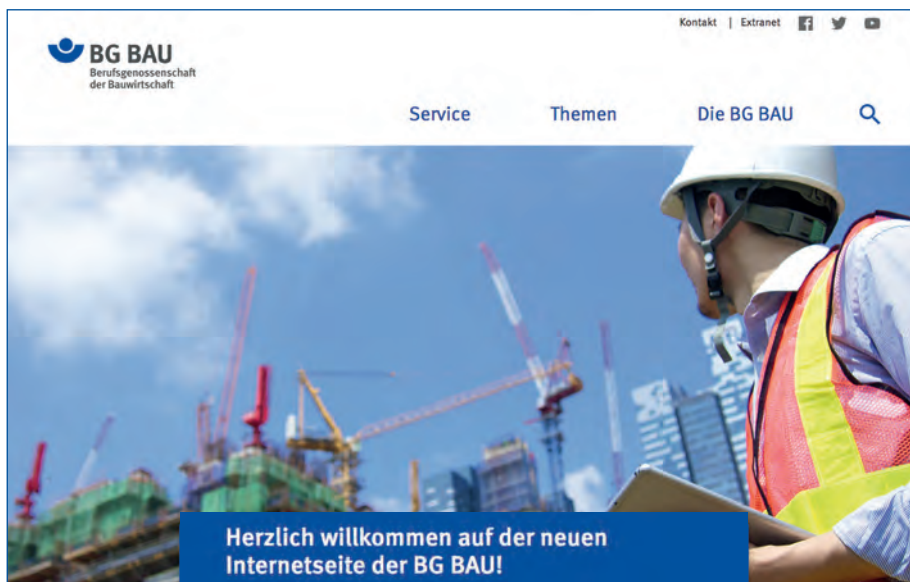 Kontakt | Extranet
BG BAU
Berufsgenossenschaft
der Bauwirtschaft
Service Themen Die BG BAU
Herzlich willkommen auf der neuen
Internetseite der BG BAU!